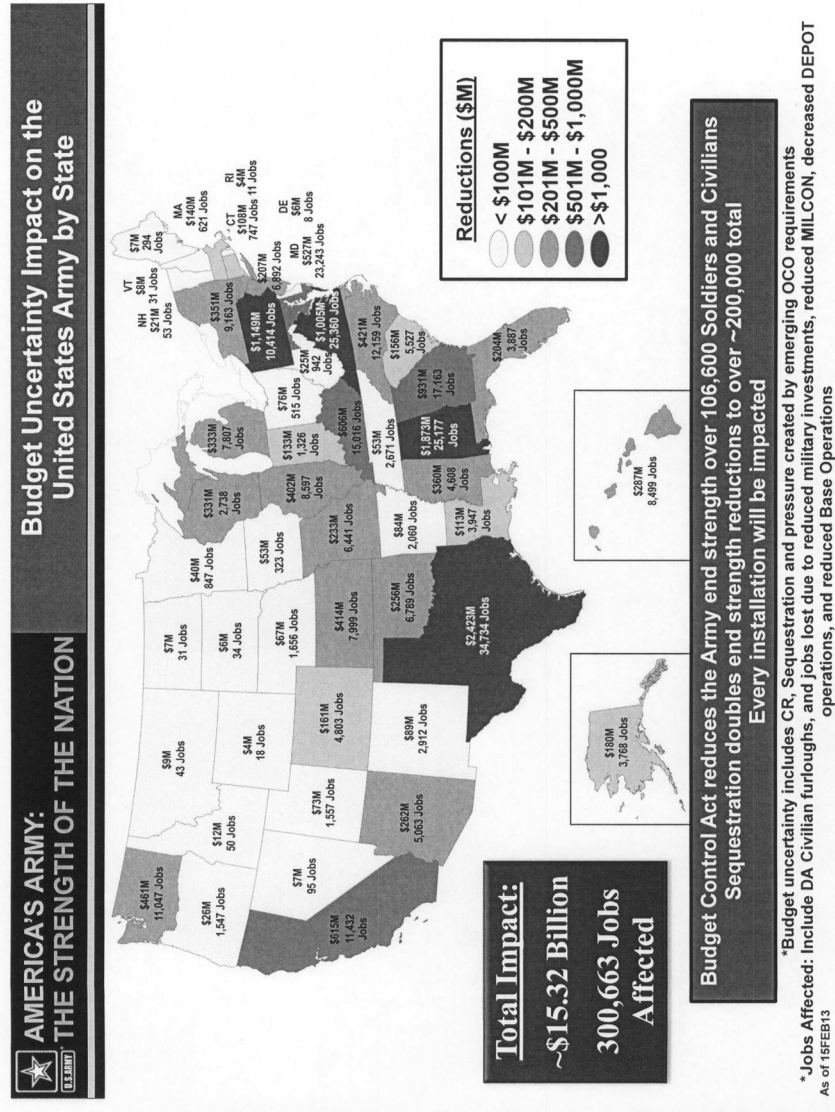 U.S.ARMY
AMERICA'S ARMY:
THE STRENGTH OF THE NATION
Budget Uncertainty Impact on the
United States Army by State
$461M
11,047 Jobs
$26M
1,547 Jobs
$615M
11,432
Jobs
$7M
95 Jobs
$12M
50 Jobs
$9M
43 Jobs
$4M
18 Jobs
$73M
1,557 Jobs
$262M
5,063 Jobs
$161M
4,803 Jobs
$89M
2,912 Jobs
$7M
31 Jobs
$6M
34 Jobs
$67M
1,656 Jobs
$414M
7,999 Jobs
$256M
6,789 Jobs
$2,423M
34,734 Jobs
$40M
847 Jobs
$53M
323 Jobs
$233M
6,441 Jobs
$84M
2,060 Jobs
$113M
3,947
Jobs
$331M
2,738
Jobs
$402M
8,597
Jobs
$333M
7,807
Jobs
$133M
1,326
Jobs
$76M
515 Jobs
$606M
15,016 Jobs
$53M
2,671 Jobs
$360M
4,608
Jobs
$1,873M
25,177
Jobs
$931M
17,163
Jobs
$204M
3,887
Jobs
$156M
5,527
Jobs
$421M
12,159 Jobs
$1,005M
25,360 Jobs
$25M
942
Jobs
$1,149M
10,414 Jobs
$351M
9,163 Jobs
$207M
6,892 Jobs
NH
$21M
53 Jobs
VT
$8M
31 Jobs
$7M
294
Jobs
MA
$140M
621 Jobs
CT
$108M
747 Jobs
RI
$4M
11 Jobs
MD
$527M
23,243 Jobs
DE
$6M
8 Jobs
$180M
3,768 Jobs
$287M
8,499 Jobs
Reductions ($M)
< $100M
$101M - $200M
$201M - $500M
$501M - $1,000M
>$1,000
Total Impact:
~$15.32 Billion
300,663 Jobs
Affected
Budget Control Act reduces the Army end strength over 106,600 Soldiers and Civilians
Sequestration doubles end strength reductions to over ~200,000 total
Every installation will be impacted
*Budget uncertainty includes CR, Sequestration and pressure created by emerging OCO requirements
*Jobs Affected: Include DA Civilian furloughs, and jobs lost due to reduced military investments, reduced MILCON, decreased DEPOT
operations, and reduced Base Operations
As of 15FEB13